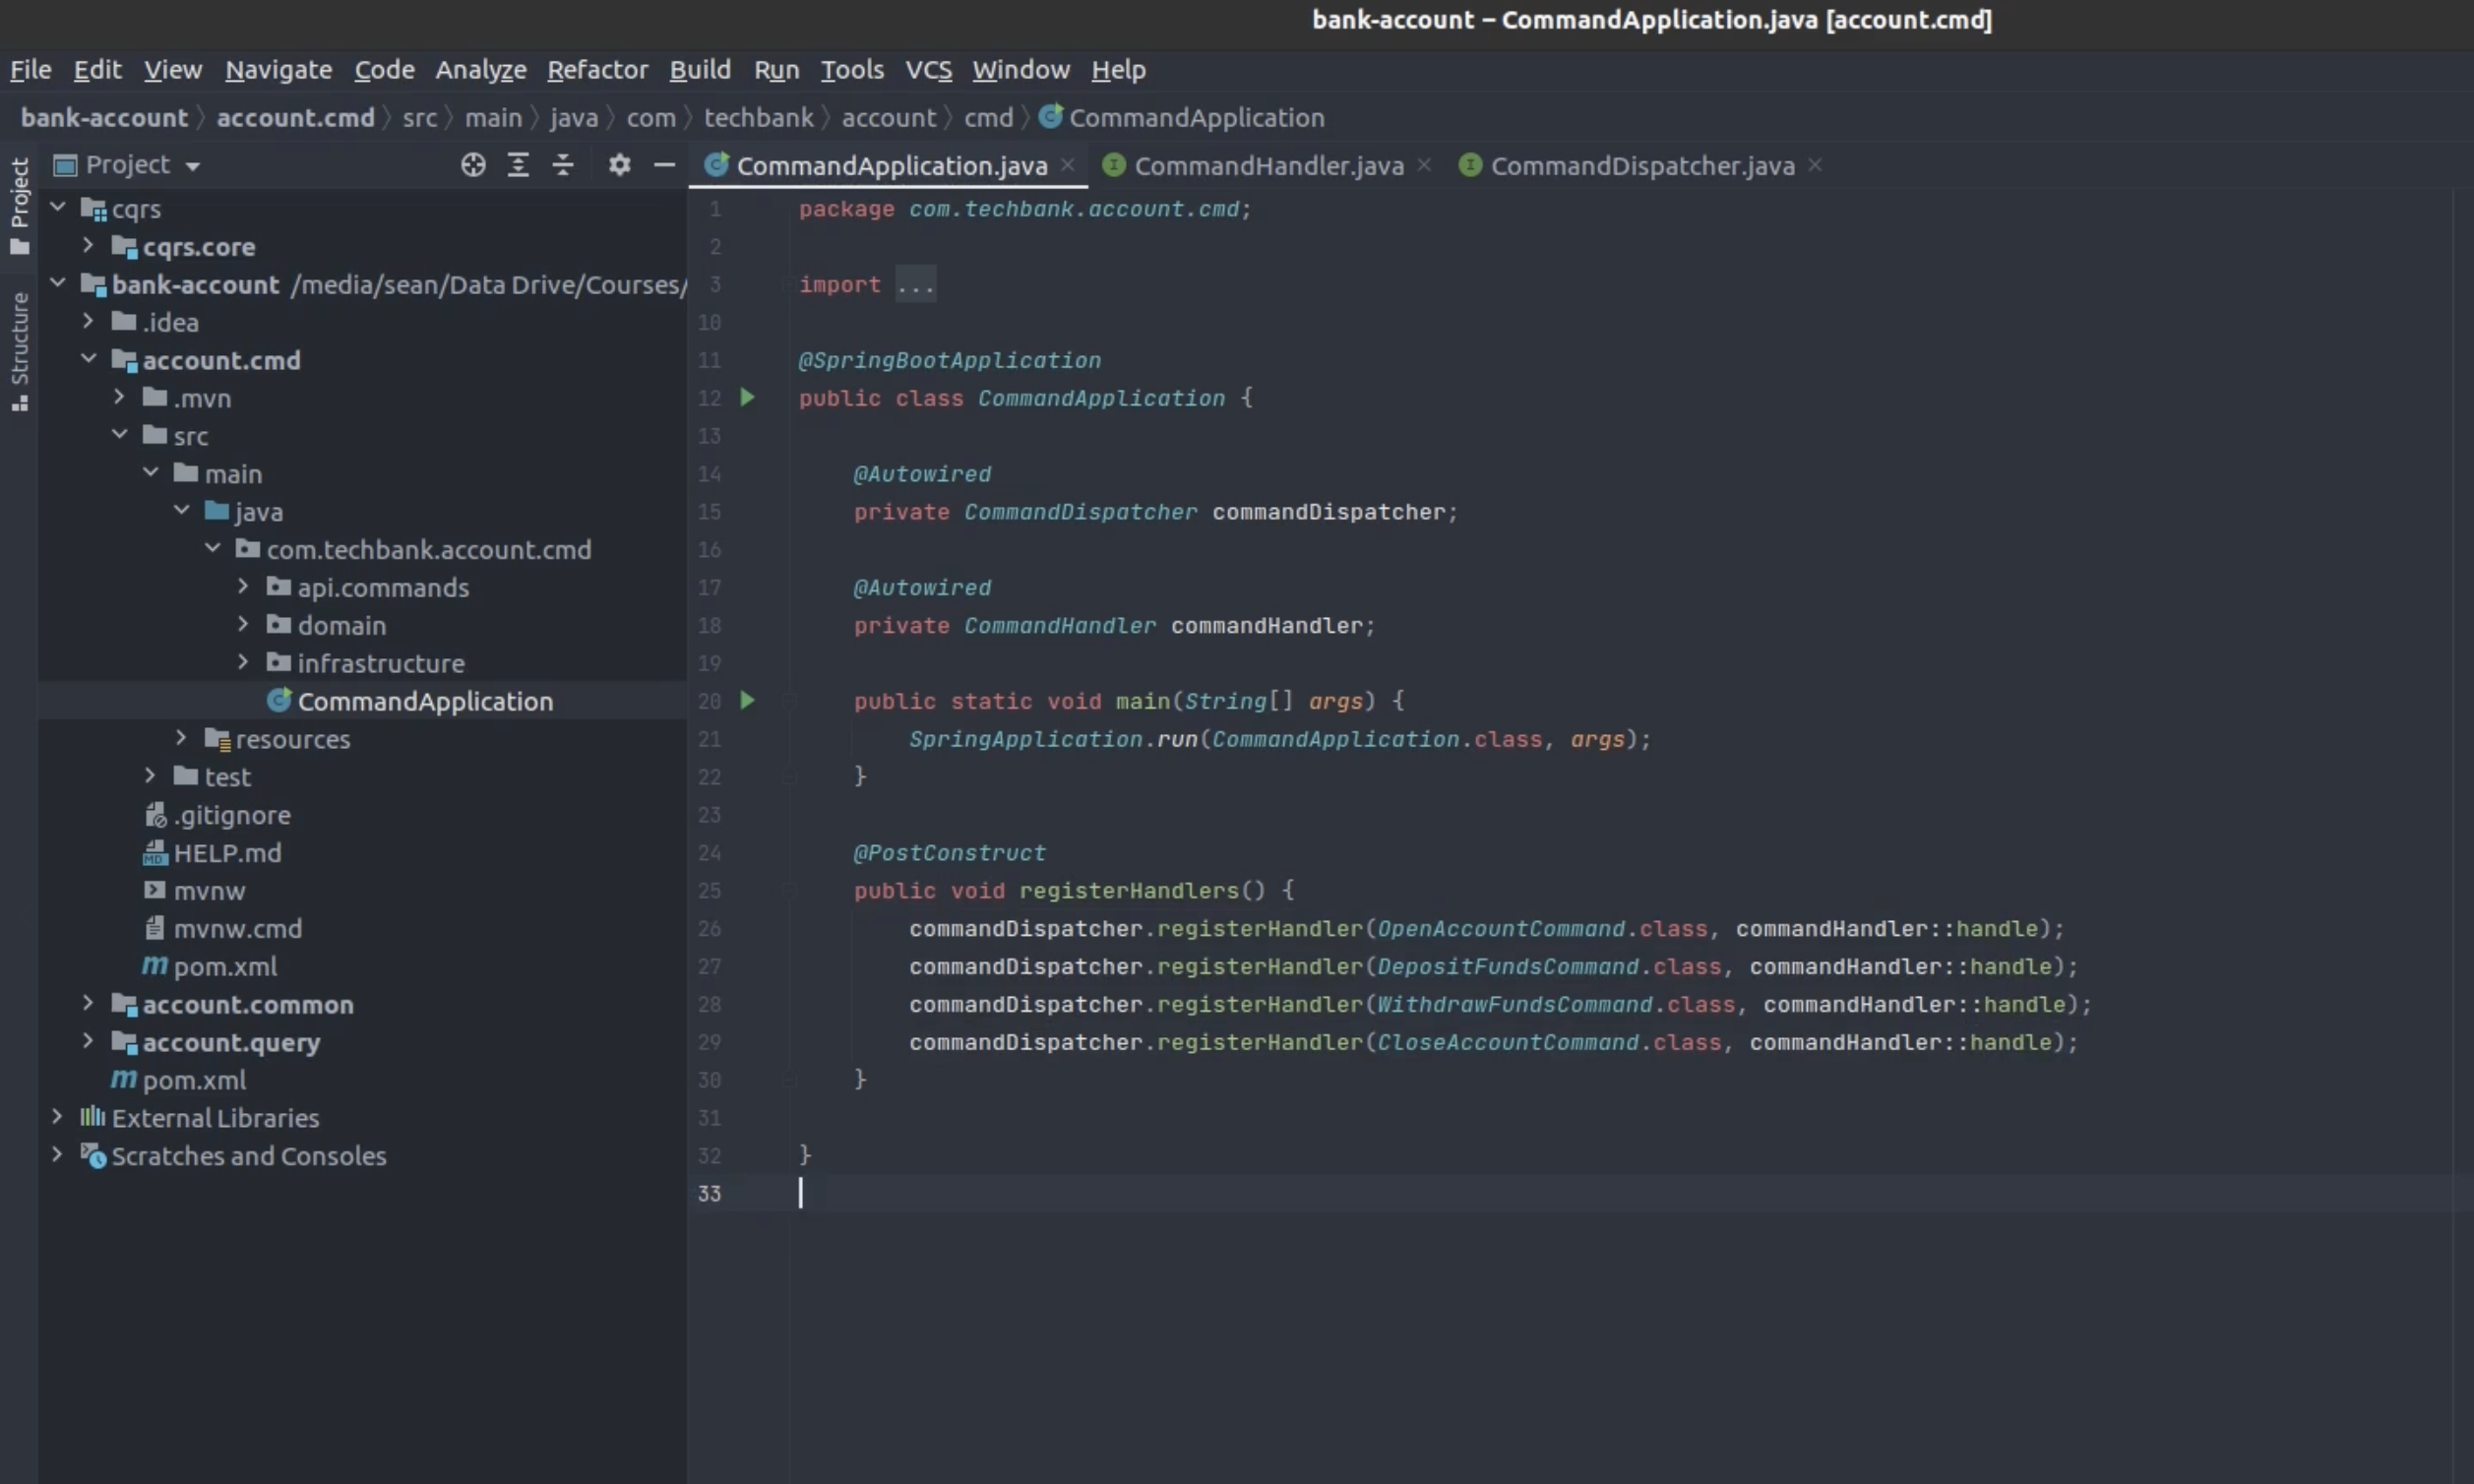 bank-account – CommandApplication.java [account.cmd]
File Edit View Navigate Code Analyze Refactor Build Run Tools VCS Window Help
bank-account account.cmd src main java com techbank account cmd CommandApplication
Project
Structure
Project
cqrs
cqrs.core
bank-account /media/sean/Data Drive/Courses/
.idea
account.cmd
.mvn
src
main
java
com.techbank.account.cmd
api.commands
domain
infrastructure
CommandApplication
resources
test
.gitignore
HELP.md
mvnw
mvnw.cmd
pom.xml
account.common
account.query
pom.xml
External Libraries
Scratches and Consoles
CommandApplication.java CommandHandler.java CommandDispatcher.java
1 package com.techbank.account.cmd;
2
3 import ...
10
11 @SpringBootApplication
12 public class CommandApplication {
13
14 @Autowired
15 private CommandDispatcher commandDispatcher;
16
17 @Autowired
18 private CommandHandler commandHandler;
19
20 public static void main(String[] args) {
21 SpringApplication.run(CommandApplication.class, args);
22 }
23
24 @PostConstruct
25 public void registerHandlers() {
26 commandDispatcher.registerHandler(OpenAccountCommand.class, commandHandler::handle);
27 commandDispatcher.registerHandler(DepositFundsCommand.class, commandHandler::handle);
28 commandDispatcher.registerHandler(WithdrawFundsCommand.class, commandHandler::handle);
29 commandDispatcher.registerHandler(CloseAccountCommand.class, commandHandler::handle);
30 }
31
32 }
33